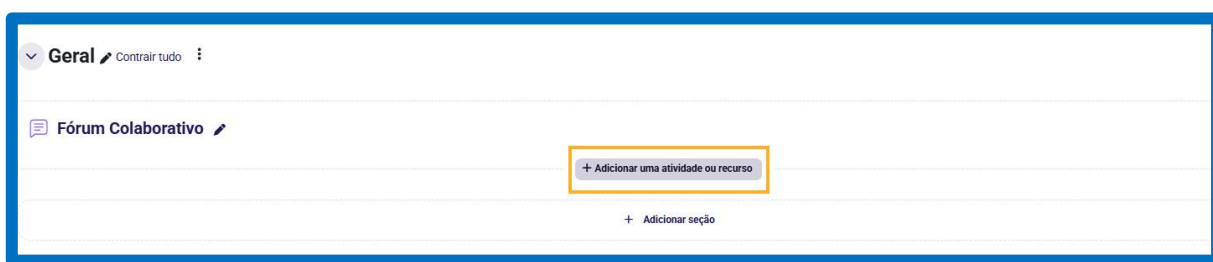 Geral Contrair tudo
Fórum Colaborativo
+ Adicionar uma atividade ou recurso
+ Adicionar seção